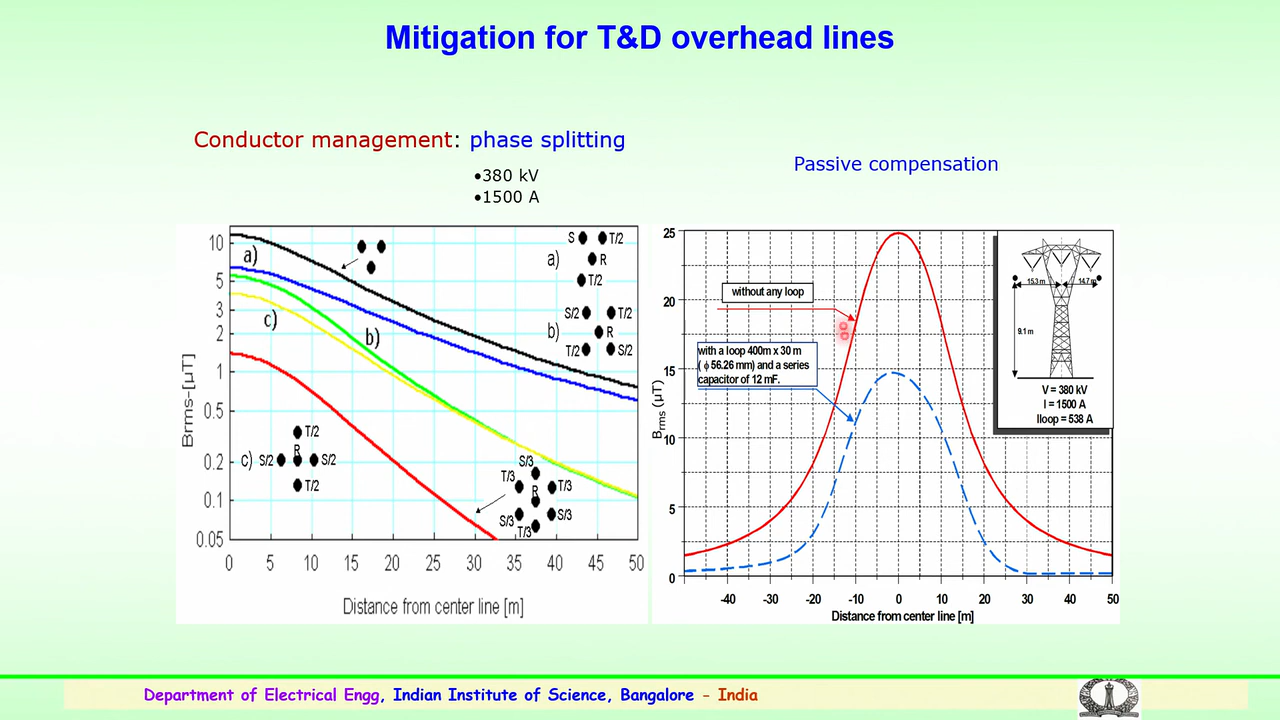 Mitigation for T&D overhead lines
Conductor management: phase splitting
•380 kV
•1500 A
Passive compensation
Brms-[µT]
10
5
3
2
1
0.5
0.2
0.1
0.05
0 5 10 15 20 25 30 35 40 45 50
Distance from center line [m]
a)
b)
c)
a) S T/2
R
T/2
b) S/2 T/2
R
T/2 S/2
c) T/2
S/2 R S/2
T/2
S/3
T/3 R T/3
S/3 S/3
T/3
Brms (µT)
25
20
15
10
5
0
-40 -30 -20 -10 0 10 20 30 40 50
Distance from center line [m]
without any loop
with a loop 400m x 30 m
( ϕ 56.26 mm) and a series
capacitor of 12 mF.
15.3 m 14.7 m
9.1 m
V = 380 kV
I = 1500 A
Iloop = 538 A
Department of Electrical Engg, Indian Institute of Science, Bangalore - India